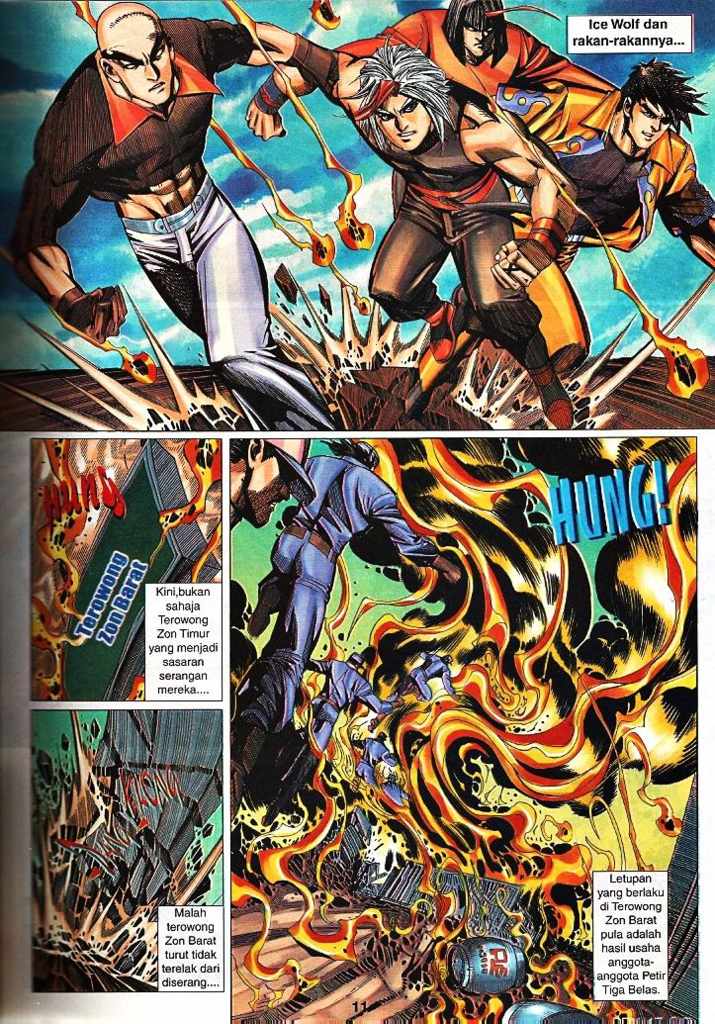 Ice Wolf dan
rakan-rakannya...
HUNG!
HUNG!
Terowong
Zon Barat
Kini,bukan
sahaja
Terowong
Zon Timur
yang menjadi
sasaran
serangan
mereka....
Malah
terowong
Zon Barat
turut tidak
terelak dari
diserang....
Letupan
yang berlaku
di Terowong
Zon Barat
pula adalah
hasil usaha
anggota-
anggota Petir
Tiga Belas.
11